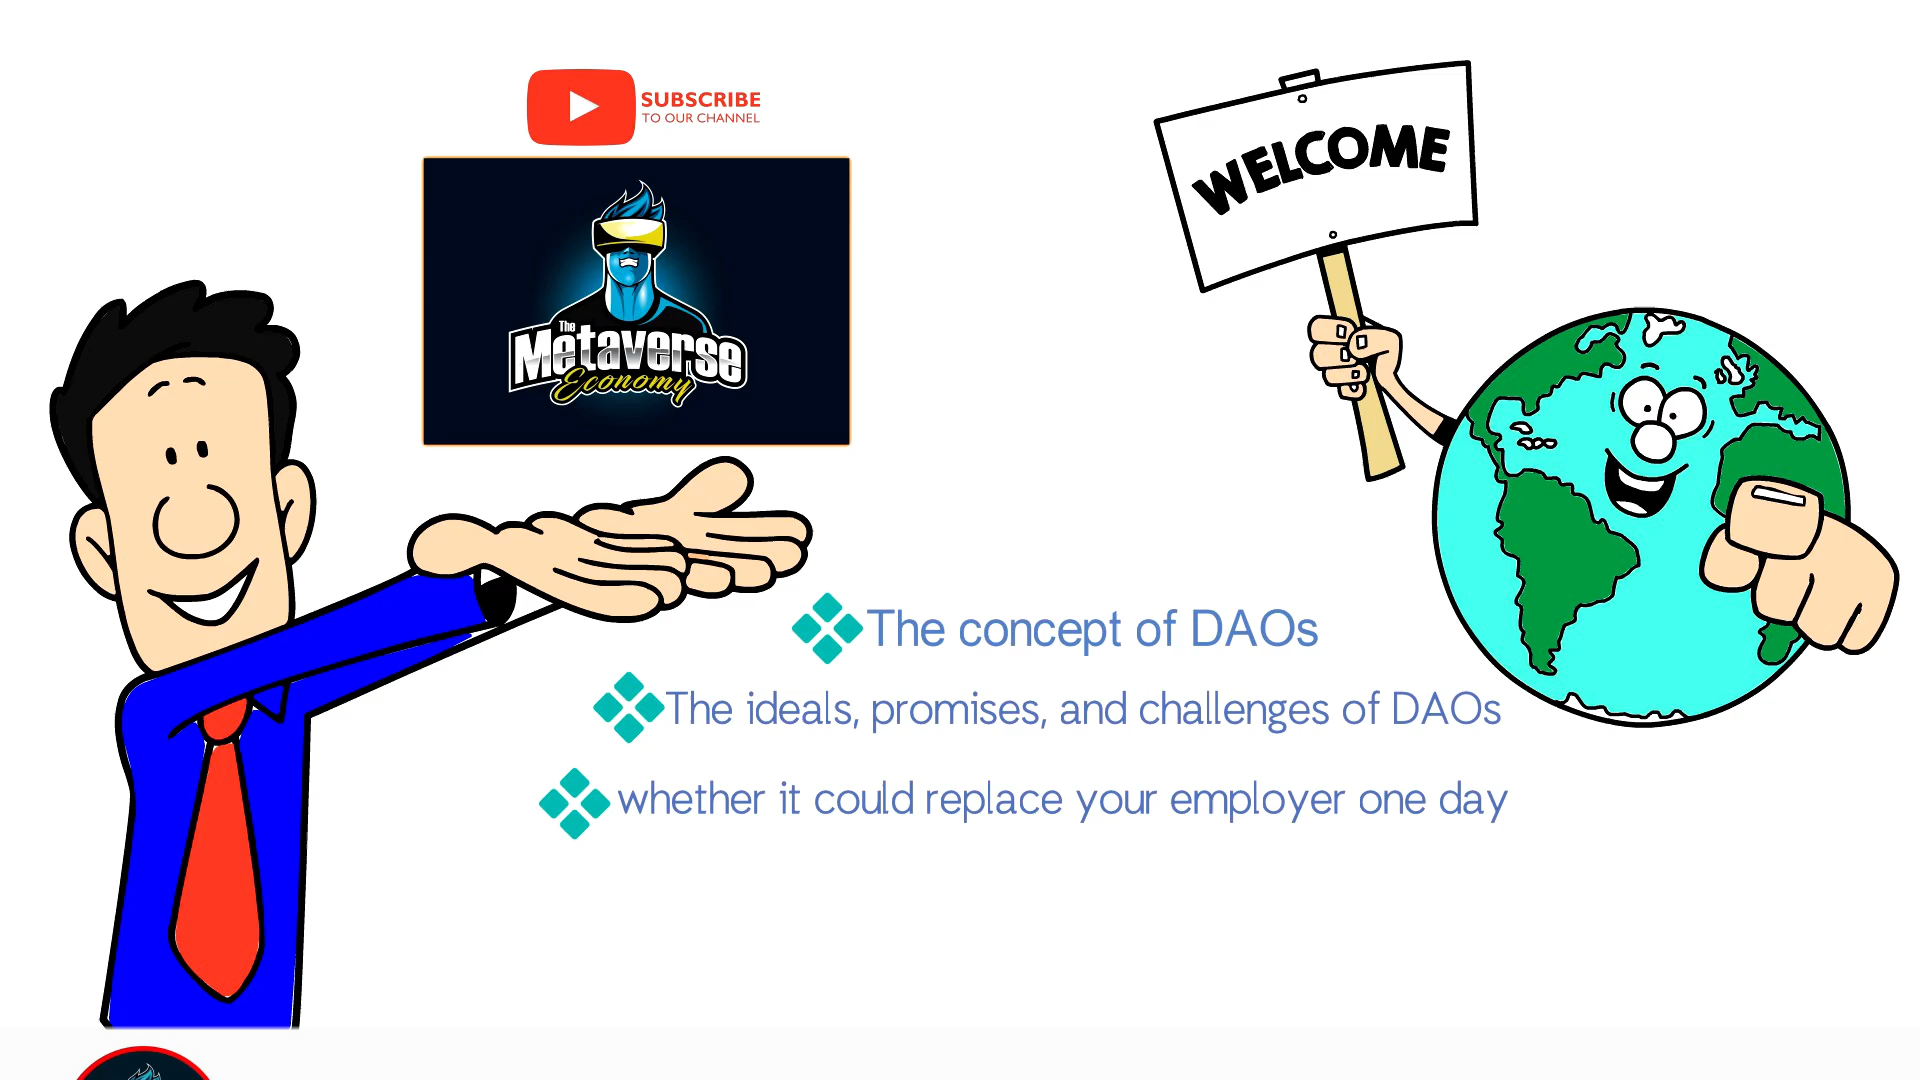 SUBSCRIBE
TO OUR CHANNEL
WELCOME
The
Metaverse
Economy
The concept of DAOs
The ideals, promises, and challenges of DAOs
whether it could replace your employer one day